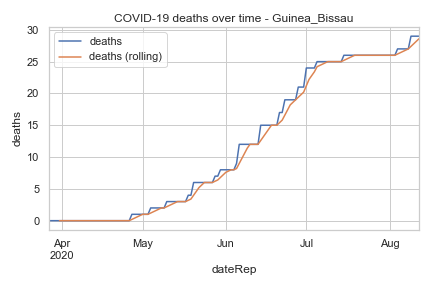 COVID-19 deaths over time - Guinea_Bissau
deaths
deaths (rolling)
30
25
20
15
10
5
0
deaths
Apr
2020
May
Jun
Jul
Aug
dateRep